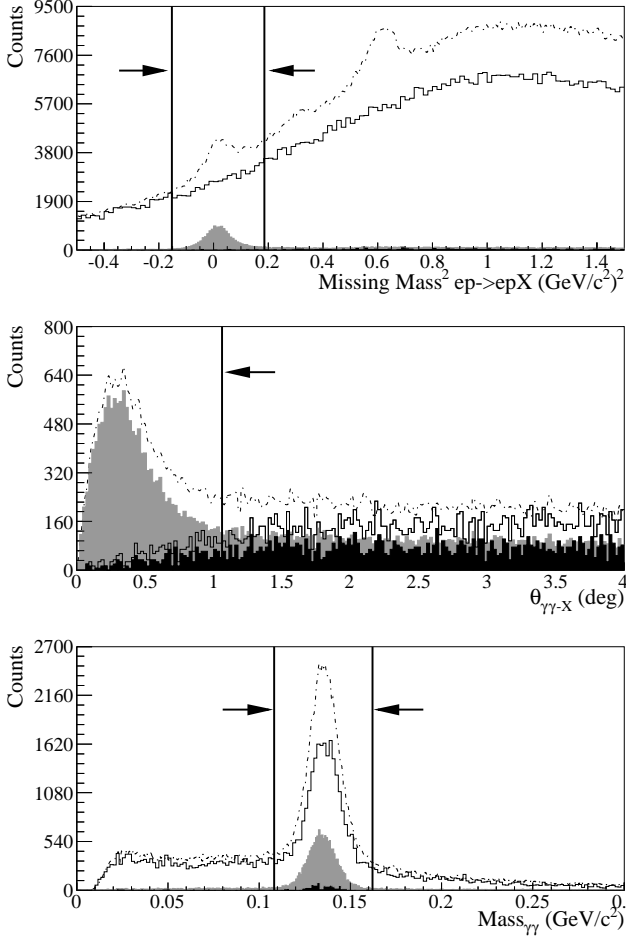 Counts
9500
7600
5700
3800
1900
0
-0.4 -0.2 0 0.2 0.4 0.6 0.8 1 1.2 1.4
Missing Mass² ep->epX (GeV/c²)²
Counts
800
640
480
320
160
0
0 0.5 1 1.5 2 2.5 3 3.5 4
θγγ-X (deg)
Counts
2700
2160
1620
1080
540
0
0 0.05 0.1 0.15 0.2 0.25 0.
Massγγ (GeV/c²)